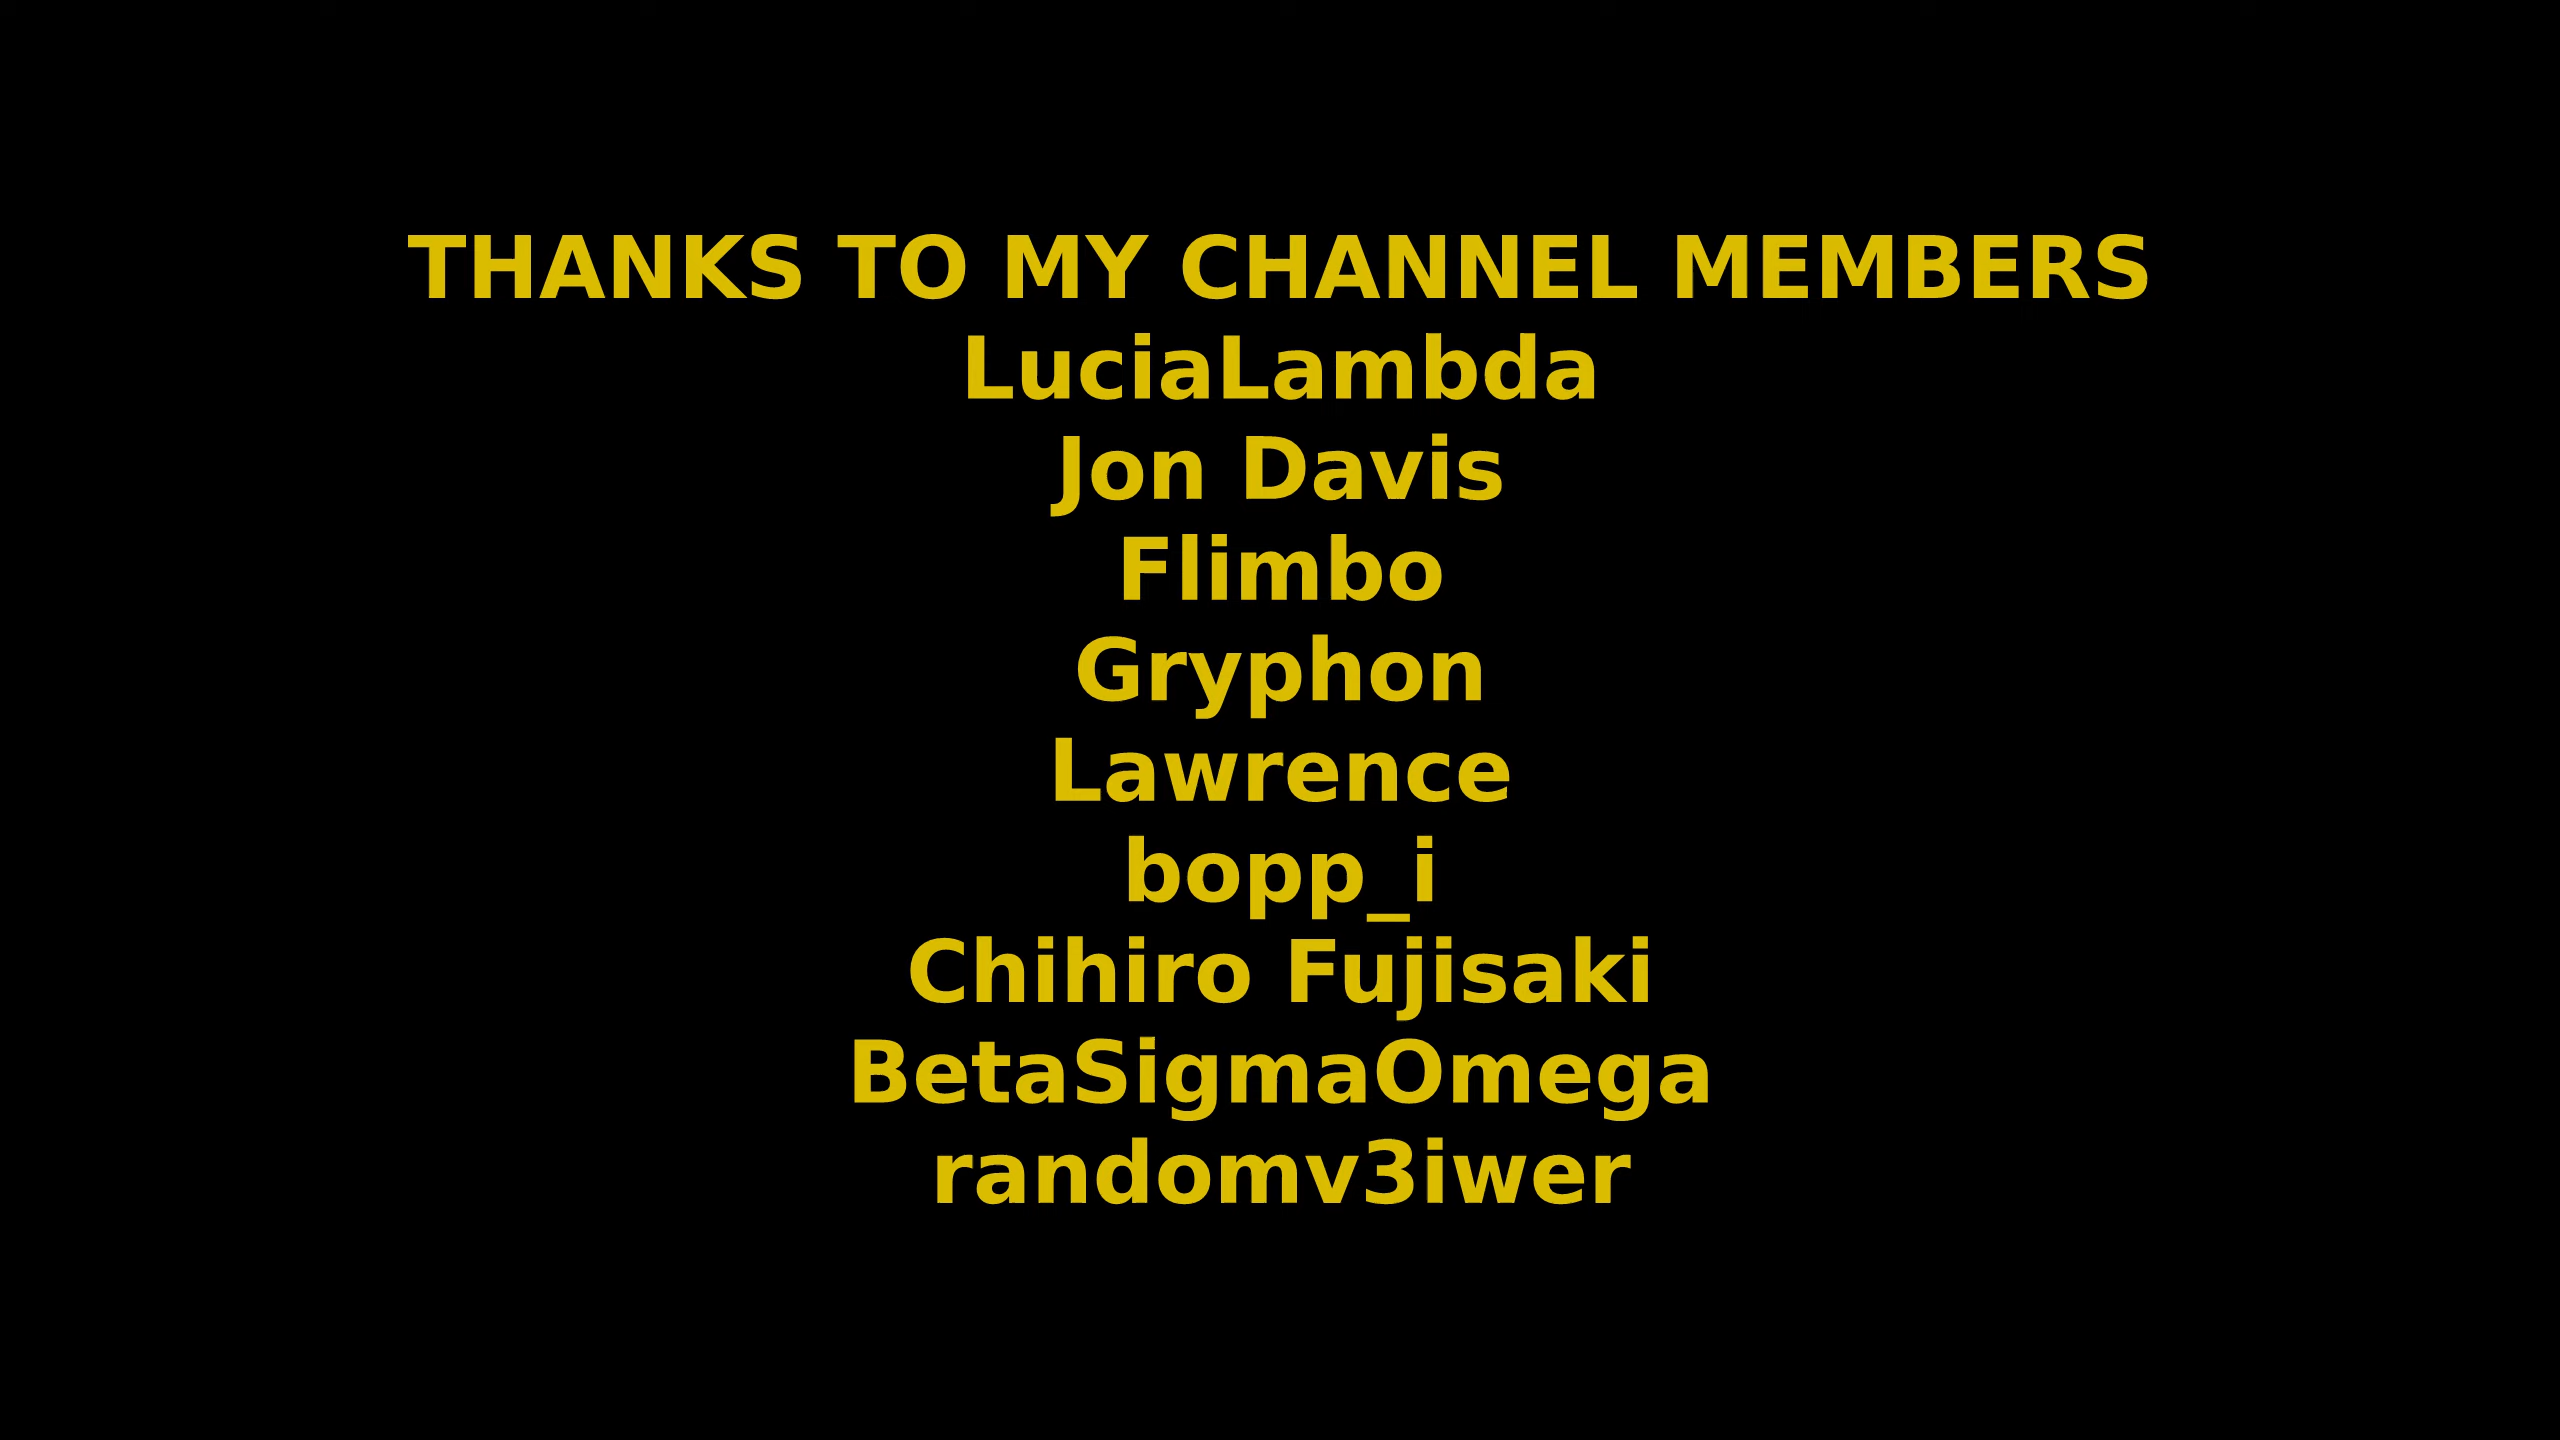 THANKS TO MY CHANNEL MEMBERS
LuciaLambda
Jon Davis
Flimbo
Gryphon
Lawrence
bopp_i
Chihiro Fujisaki
BetaSigmaOmega
randomv3iwer